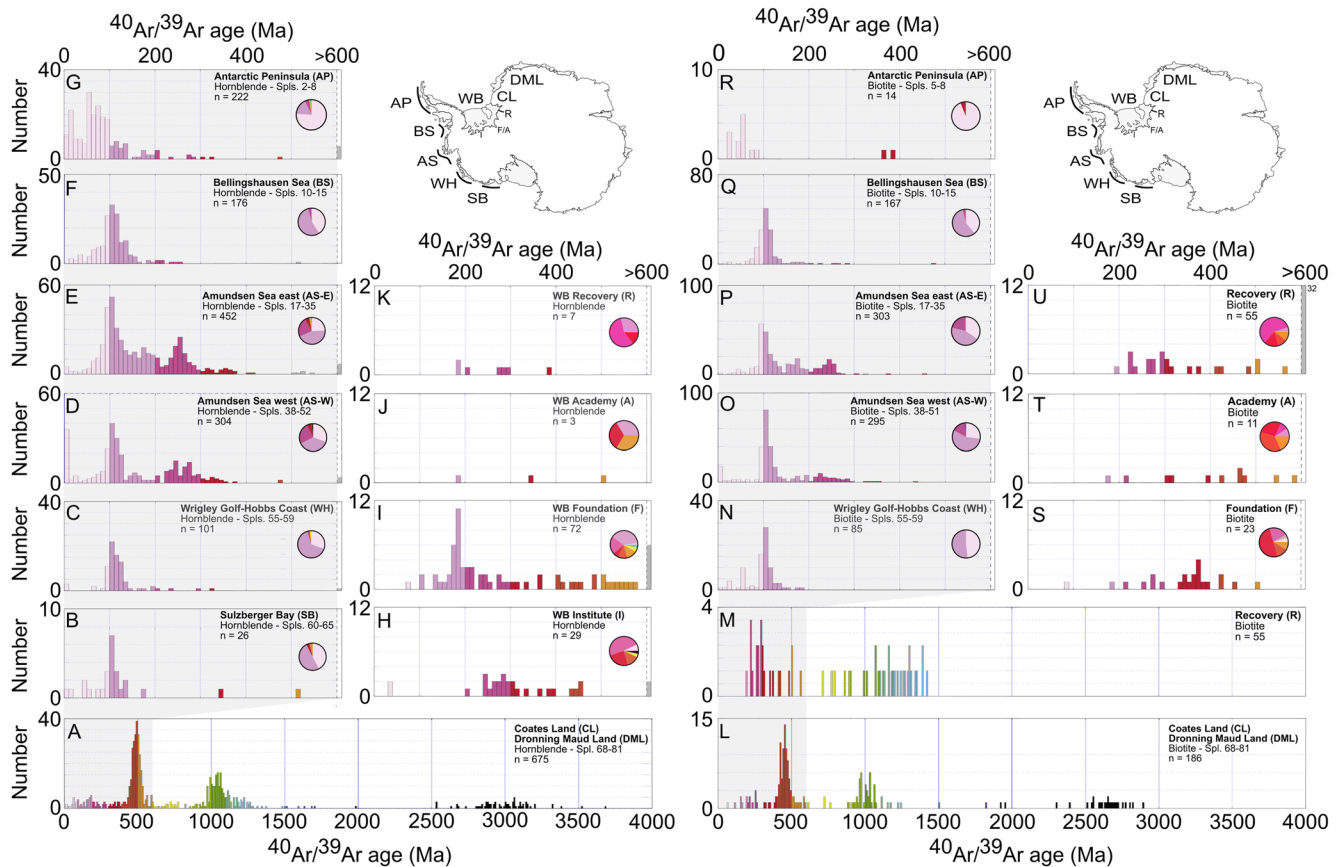 40Ar/39Ar age (Ma)
0 200 400 >600
40
0
Number
G
Antarctic Peninsula (AP)
Hornblende - Spls. 2-8
n = 222
DML
CL
WB
AP
R
F/A
I
BS
AS
WH
SB
50
0
Number
F
Bellingshausen Sea (BS)
Hornblende - Spls. 10-15
n = 176
60
0
Number
E
Amundsen Sea east (AS-E)
Hornblende - Spls. 17-35
n = 452
60
0
Number
D
Amundsen Sea west (AS-W)
Hornblende - Spls. 38-52
n = 304
40
0
Number
C
Wrigley Golf-Hobbs Coast (WH)
Hornblende - Spls. 55-59
n = 101
10
0
Number
B
Sulzberger Bay (SB)
Hornblende - Spls. 60-65
n = 26
40Ar/39Ar age (Ma)
0 200 400 >600
12
0
K
WB Recovery (R)
Hornblende
n = 7
12
0
J
WB Academy (A)
Hornblende
n = 3
12
0
I
WB Foundation (F)
Hornblende
n = 72
12
0
H
WB Institute (I)
Hornblende
n = 29
40
0
Number
A
Coates Land (CL)
Dronning Maud Land (DML)
Hornblende - Spl. 68-81
n = 675
0 500 1000 1500 2000 2500 3000 3500 4000
40Ar/39Ar age (Ma)
40Ar/39Ar age (Ma)
0 200 400 >600
10
0
Number
R
Antarctic Peninsula (AP)
Biotite - Spls. 5-8
n = 14
DML
CL
WB
AP
R
F/A
I
BS
AS
WH
SB
80
0
Number
Q
Bellingshausen Sea (BS)
Biotite - Spls. 10-15
n = 167
100
0
Number
P
Amundsen Sea east (AS-E)
Biotite - Spls. 17-35
n = 303
100
0
Number
O
Amundsen Sea west (AS-W)
Biotite - Spls. 38-51
n = 295
40
0
Number
N
Wrigley Golf-Hobbs Coast (WH)
Biotite - Spls. 55-59
n = 85
40Ar/39Ar age (Ma)
0 200 400 >600
12
0
U
Recovery (R)
Biotite
n = 55
32
12
0
T
Academy (A)
Biotite
n = 11
12
0
S
Foundation (F)
Biotite
n = 23
4
0
Number
M
Recovery (R)
Biotite
n = 55
15
0
Number
L
Coates Land (CL)
Dronning Maud Land (DML)
Biotite - Spl. 68-81
n = 186
0 500 1000 1500 2000 2500 3000 3500 4000
40Ar/39Ar age (Ma)